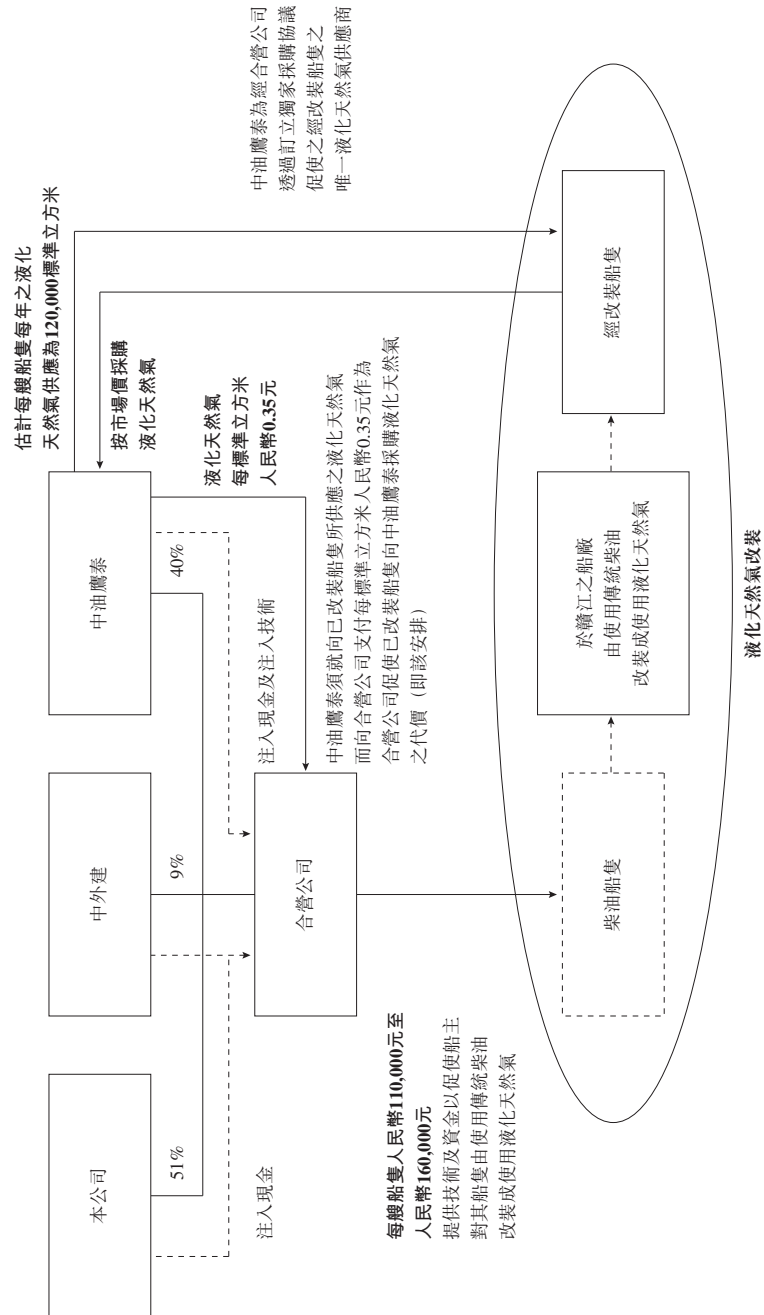 本公司
中外建
中油鷹泰
51%
9%
40%
注入現金
注入現金及注入技術
合營公司
估計每艘船隻每年之液化
天然氣供應為120,000標準立方米
按市場價採購
液化天然氣
液化天然氣
每標準立方米
人民幣0.35元
中油鷹泰須就向已改裝船隻所供應之液化天然氣
而向合營公司支付每標準立方米人民幣0.35元作為
合營公司促使已改裝船隻向中油鷹泰採購液化天然氣
之代價（即該安排）
中油鷹泰為經合營公司
透過訂立獨家採購協議
促使之經改裝船隻之
唯一液化天然氣供應商
每艘船隻人民幣110,000元至
人民幣160,000元
提供技術及資金以促使船主
對其船隻由使用傳統柴油
改裝成使用液化天然氣
柴油船隻
於贛江之船廠
由使用傳統柴油
改裝成使用液化天然氣
經改裝船隻
液化天然氣改裝